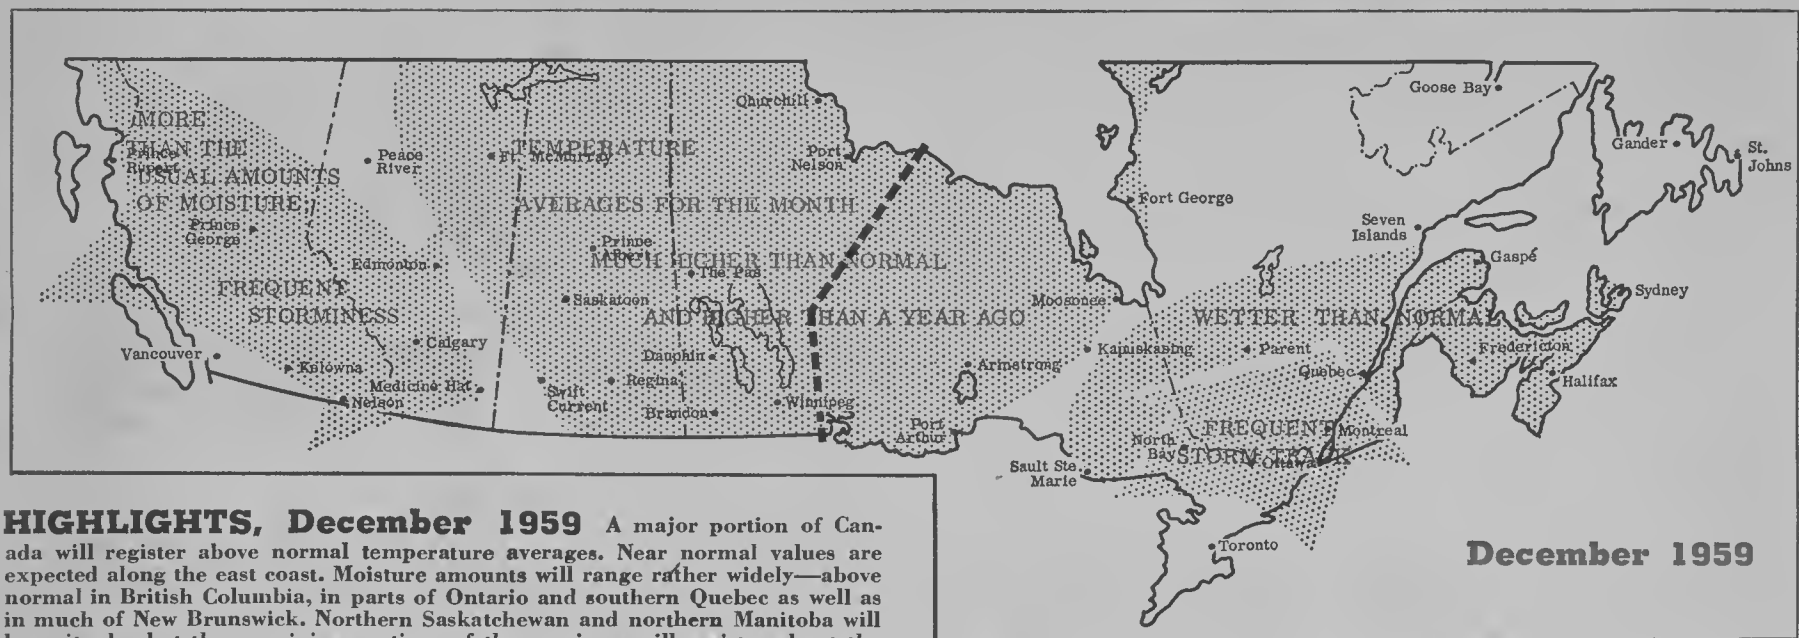 MORE
THAN THE
USUAL AMOUNTS
OF MOISTURE
FREQUENT
STORMINESS
Prince
Rupert
Prince
George
Peace
River
Edmonton
Calgary
Vancouver
Kelowna
Medicine Hat
Nelson
TEMPERATURE
AVERAGES FOR THE MONTH
MUCH HIGHER THAN NORMAL
AND HIGHER THAN A YEAR AGO
Ft. McMurray
Churchill
Port
Nelson
Prince
Albert
The Pas
Saskatoon
Dauphin
Regina
Swift
Current
Brandon
Winnipeg
Armstrong
Port
Arthur
Moosonee
Kapuskasing
Fort George
Sault Ste
Marie
WETTER THAN NORMAL
Parent
Quebec
FREQUENT
STORM TRACK
North
Bay
Ottawa
Montreal
Toronto
Goose Bay
Seven
Islands
Gaspé
Gander
St.
Johns
Sydney
Fredericton
Halifax
December 1959
HIGHLIGHTS, December 1959 A major portion of Can-
ada will register above normal temperature averages. Near normal values are
expected along the east coast. Moisture amounts will range rather widely—above
normal in British Columbia, in parts of Ontario and southern Quebec as well as
in much of New Brunswick. Northern Saskatchewan and northern Manitoba will